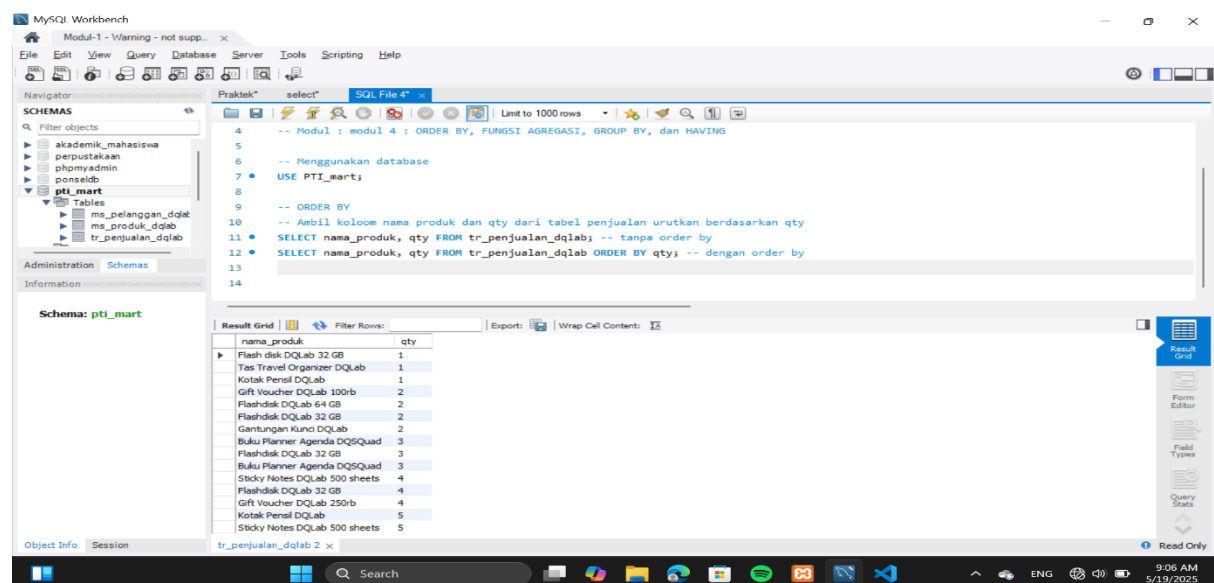 MySQL Workbench
Modul-1 - Warning - not supp... ×
File Edit View Query Database Server Tools Scripting Help
Navigator
Praktek* select* SQL File 4* ×
SCHEMAS
Limit to 1000 rows
Filter objects
akademik_mahasiswa
perpustakaan
phpmyadmin
ponseldb
pti_mart
Tables
ms_pelanggan_dqlab
ms_produk_dqlab
tr_penjualan_dqlab
Administration Schemas
Information
Schema: pti_mart
4 -- Modul : modul 4 : ORDER BY, FUNGSI AGREGASI, GROUP BY, dan HAVING
5
6 -- Menggunakan database
7 USE PTI_mart;
8
9 -- ORDER BY
10 -- Ambil koloom nama produk dan qty dari tabel penjualan urutkan berdasarkan qty
11 SELECT nama_produk, qty FROM tr_penjualan_dqlab; -- tanpa order by
12 SELECT nama_produk, qty FROM tr_penjualan_dqlab ORDER BY qty; -- dengan order by
13
14
Result Grid Filter Rows: Export: Wrap Cell Content:
nama_produk qty
Flash disk DQLab 32 GB 1
Tas Travel Organizer DQLab 1
Kotak Pensil DQLab 1
Gift Voucher DQLab 100rb 2
Flashdisk DQLab 64 GB 2
Flashdisk DQLab 32 GB 2
Gantungan Kunci DQLab 2
Buku Planner Agenda DQSQuad 3
Flashdisk DQLab 32 GB 3
Buku Planner Agenda DQSQuad 3
Sticky Notes DQLab 500 sheets 4
Flashdisk DQLab 32 GB 4
Gift Voucher DQLab 250rb 4
Kotak Pensil DQLab 5
Sticky Notes DQLab 500 sheets 5
Result Grid
Form Editor
Field Types
Query Stats
Object Info Session
tr_penjualan_dqlab 2 ×
Read Only
Search
ENG
9:06 AM
5/19/2025